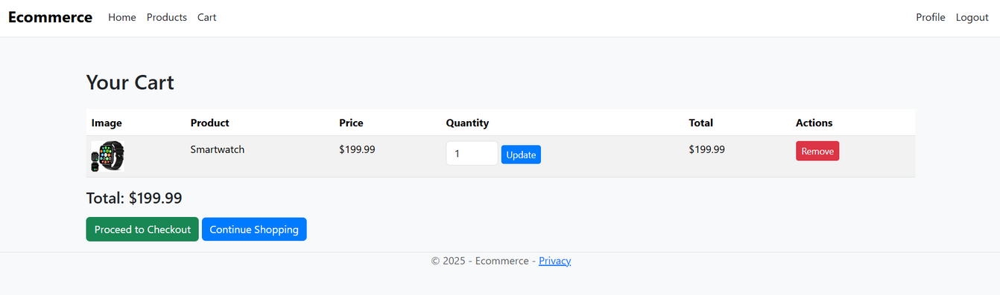 Ecommerce Home Products Cart Profile Logout
Your Cart
Image Product Price Quantity Total Actions
Smartwatch $199.99 1 Update $199.99 Remove
Total: $199.99
Proceed to Checkout Continue Shopping
© 2025 - Ecommerce - Privacy